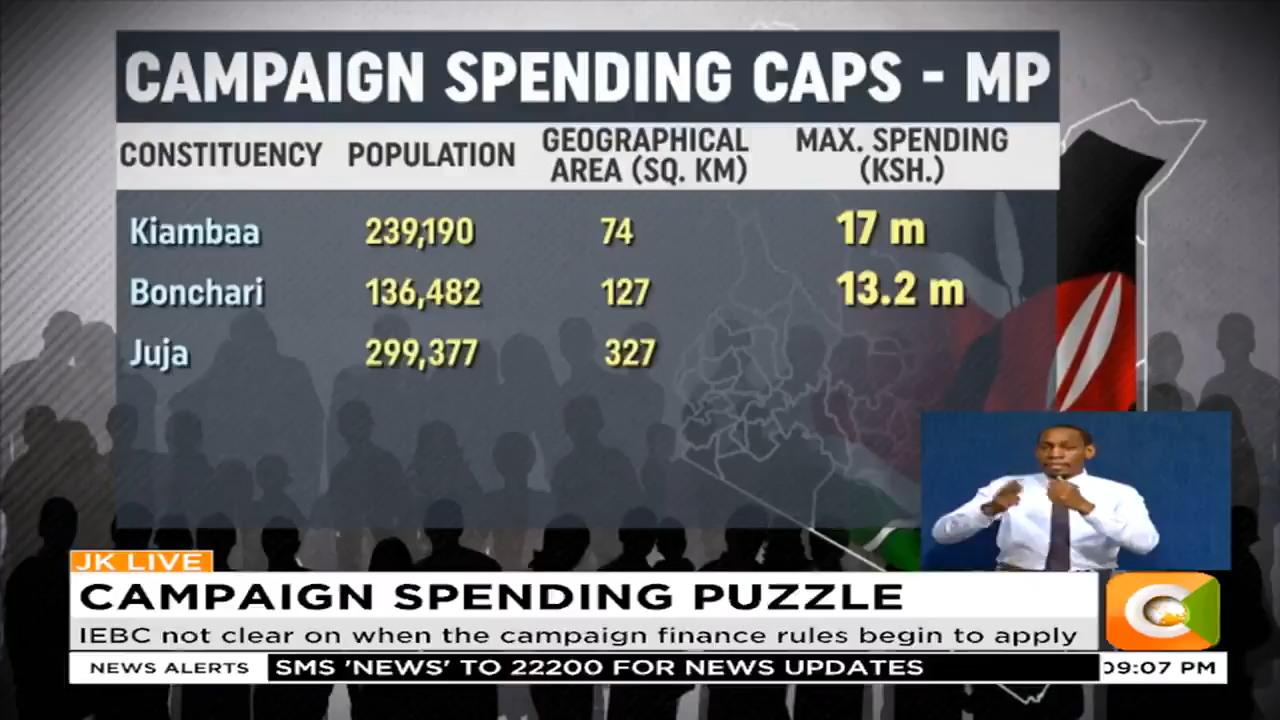 CAMPAIGN SPENDING CAPS - MP
CONSTITUENCY POPULATION GEOGRAPHICAL AREA (SQ. KM) MAX. SPENDING (KSH.)
Kiambaa 239,190 74 17 m
Bonchari 136,482 127 13.2 m
Juja 299,377 327
JK LIVE
CAMPAIGN SPENDING PUZZLE
IEBC not clear on when the campaign finance rules begin to apply
NEWS ALERTS SMS 'NEWS' TO 22200 FOR NEWS UPDATES 09:07 PM